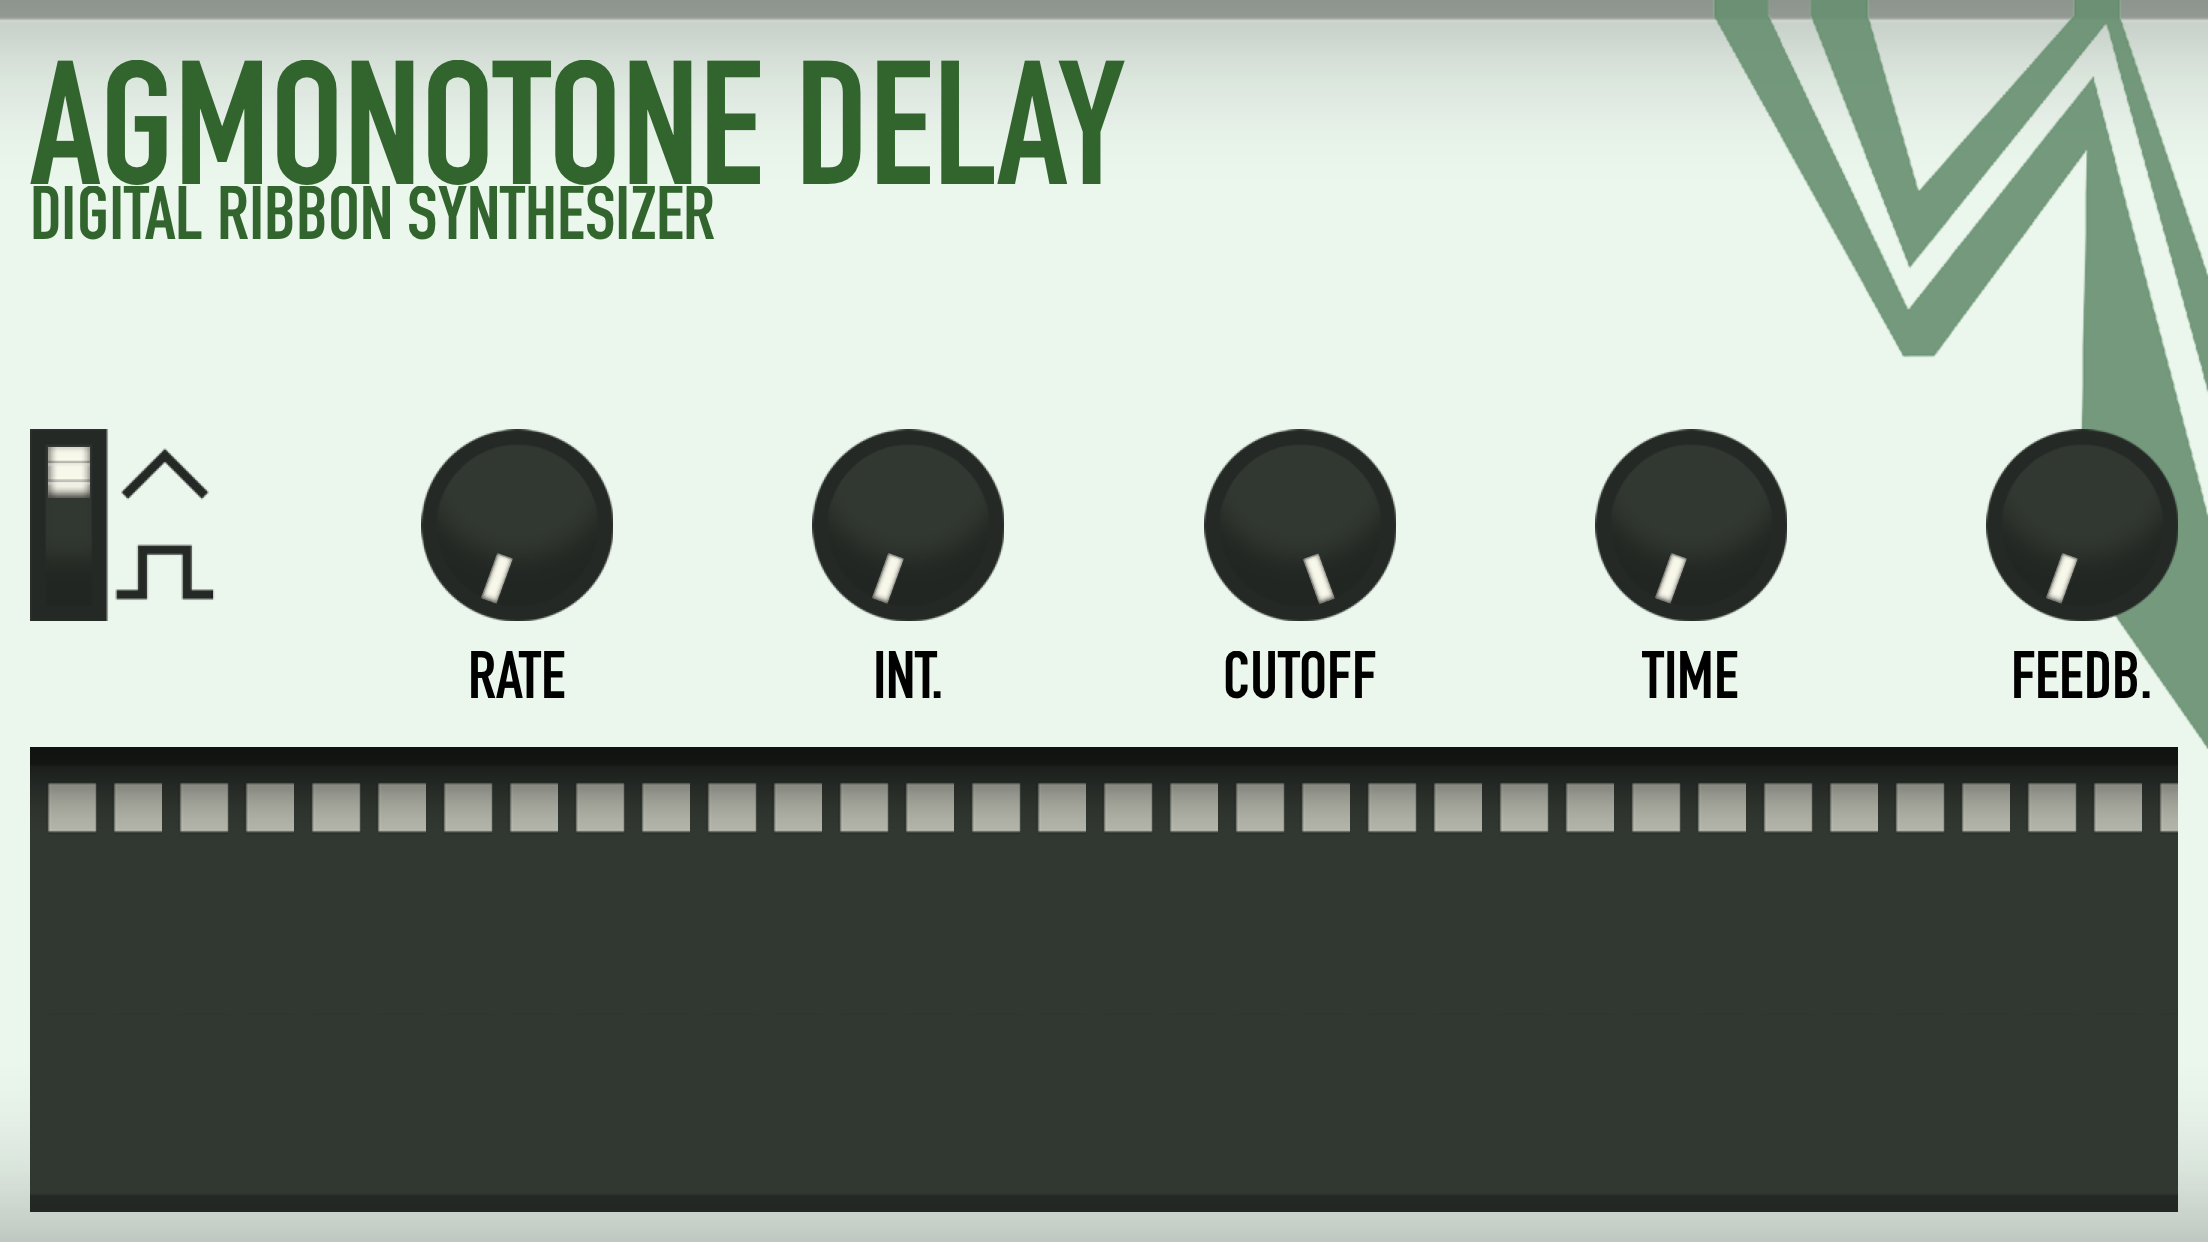 AGMONOTONE DELAY
DIGITAL RIBBON SYNTHESIZER
RATE INT. CUTOFF TIME FEEDB.